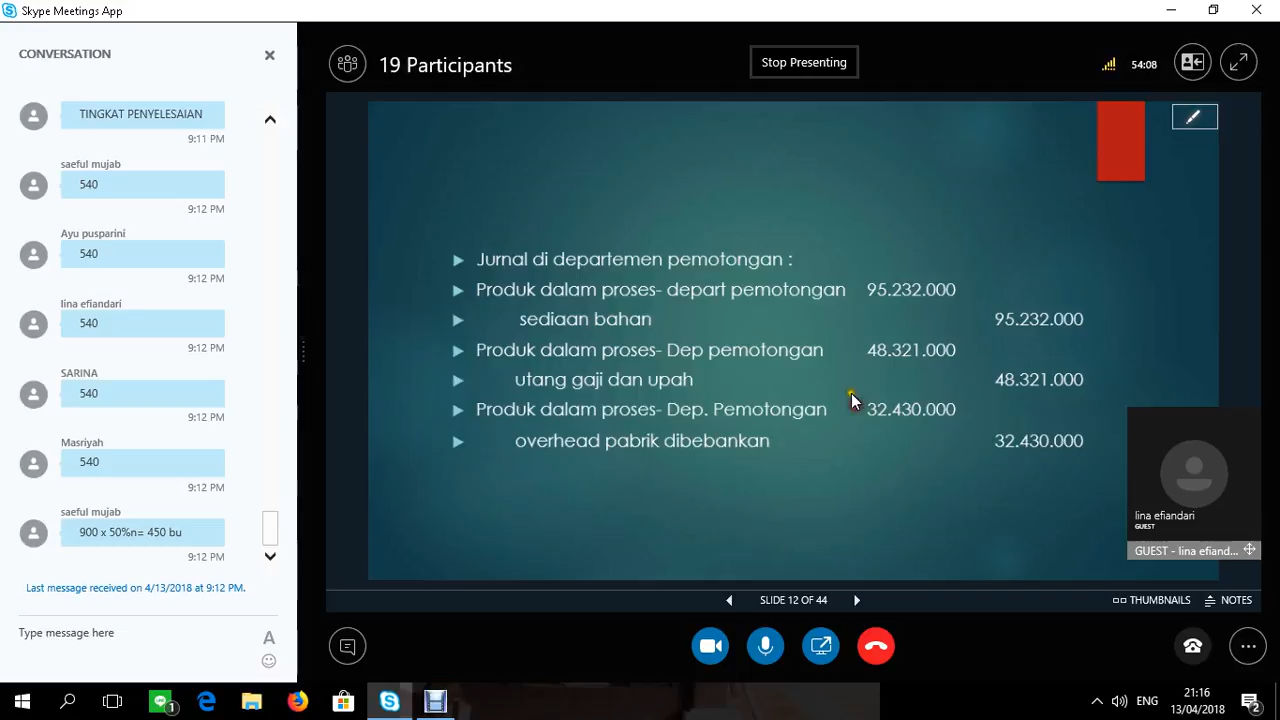 Skype Meetings App
CONVERSATION
TINGKAT PENYELESAIAN
9:11 PM
saeful mujab
540
9:12 PM
Ayu pusparini
540
9:12 PM
lina efiandari
540
9:12 PM
SARINA
540
9:12 PM
Masriyah
540
9:12 PM
saeful mujab
900 x 50%n= 450 bu
9:12 PM
Last message received on 4/13/2018 at 9:12 PM.
Type message here
A
19 Participants
Stop Presenting
54:08
Jurnal di departemen pemotongan :
Produk dalam proses- depart pemotongan 95.232.000
sediaan bahan 95.232.000
Produk dalam proses- Dep pemotongan 48.321.000
utang gaji dan upah 48.321.000
Produk dalam proses- Dep. Pemotongan 32.430.000
overhead pabrik dibebankan 32.430.000
lina efiandari
GUEST
GUEST - lina efiand...
SLIDE 12 OF 44
THUMBNAILS
NOTES
1
ENG
21:16
13/04/2018
2